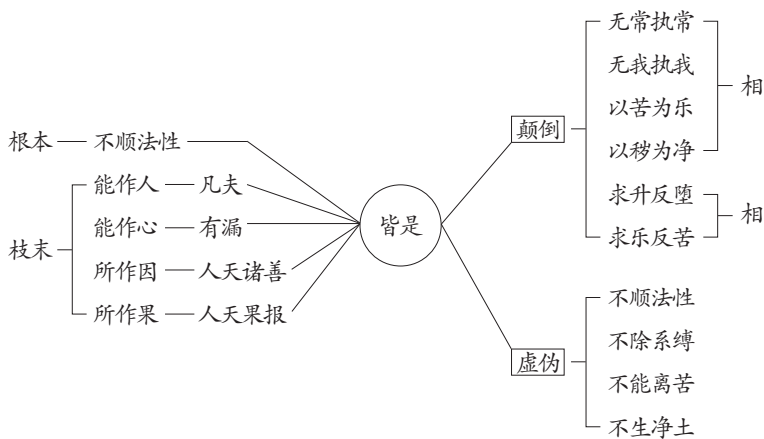 根本 不顺法性
枝末
能作人 凡夫
能作心 有漏
所作因 人天诸善
所作果 人天果报
皆是
颠倒
无常执常
无我执我
以苦为乐
以秽为净
相
求升反堕
求乐反苦
相
虚伪
不顺法性
不除系缚
不能离苦
不生净土